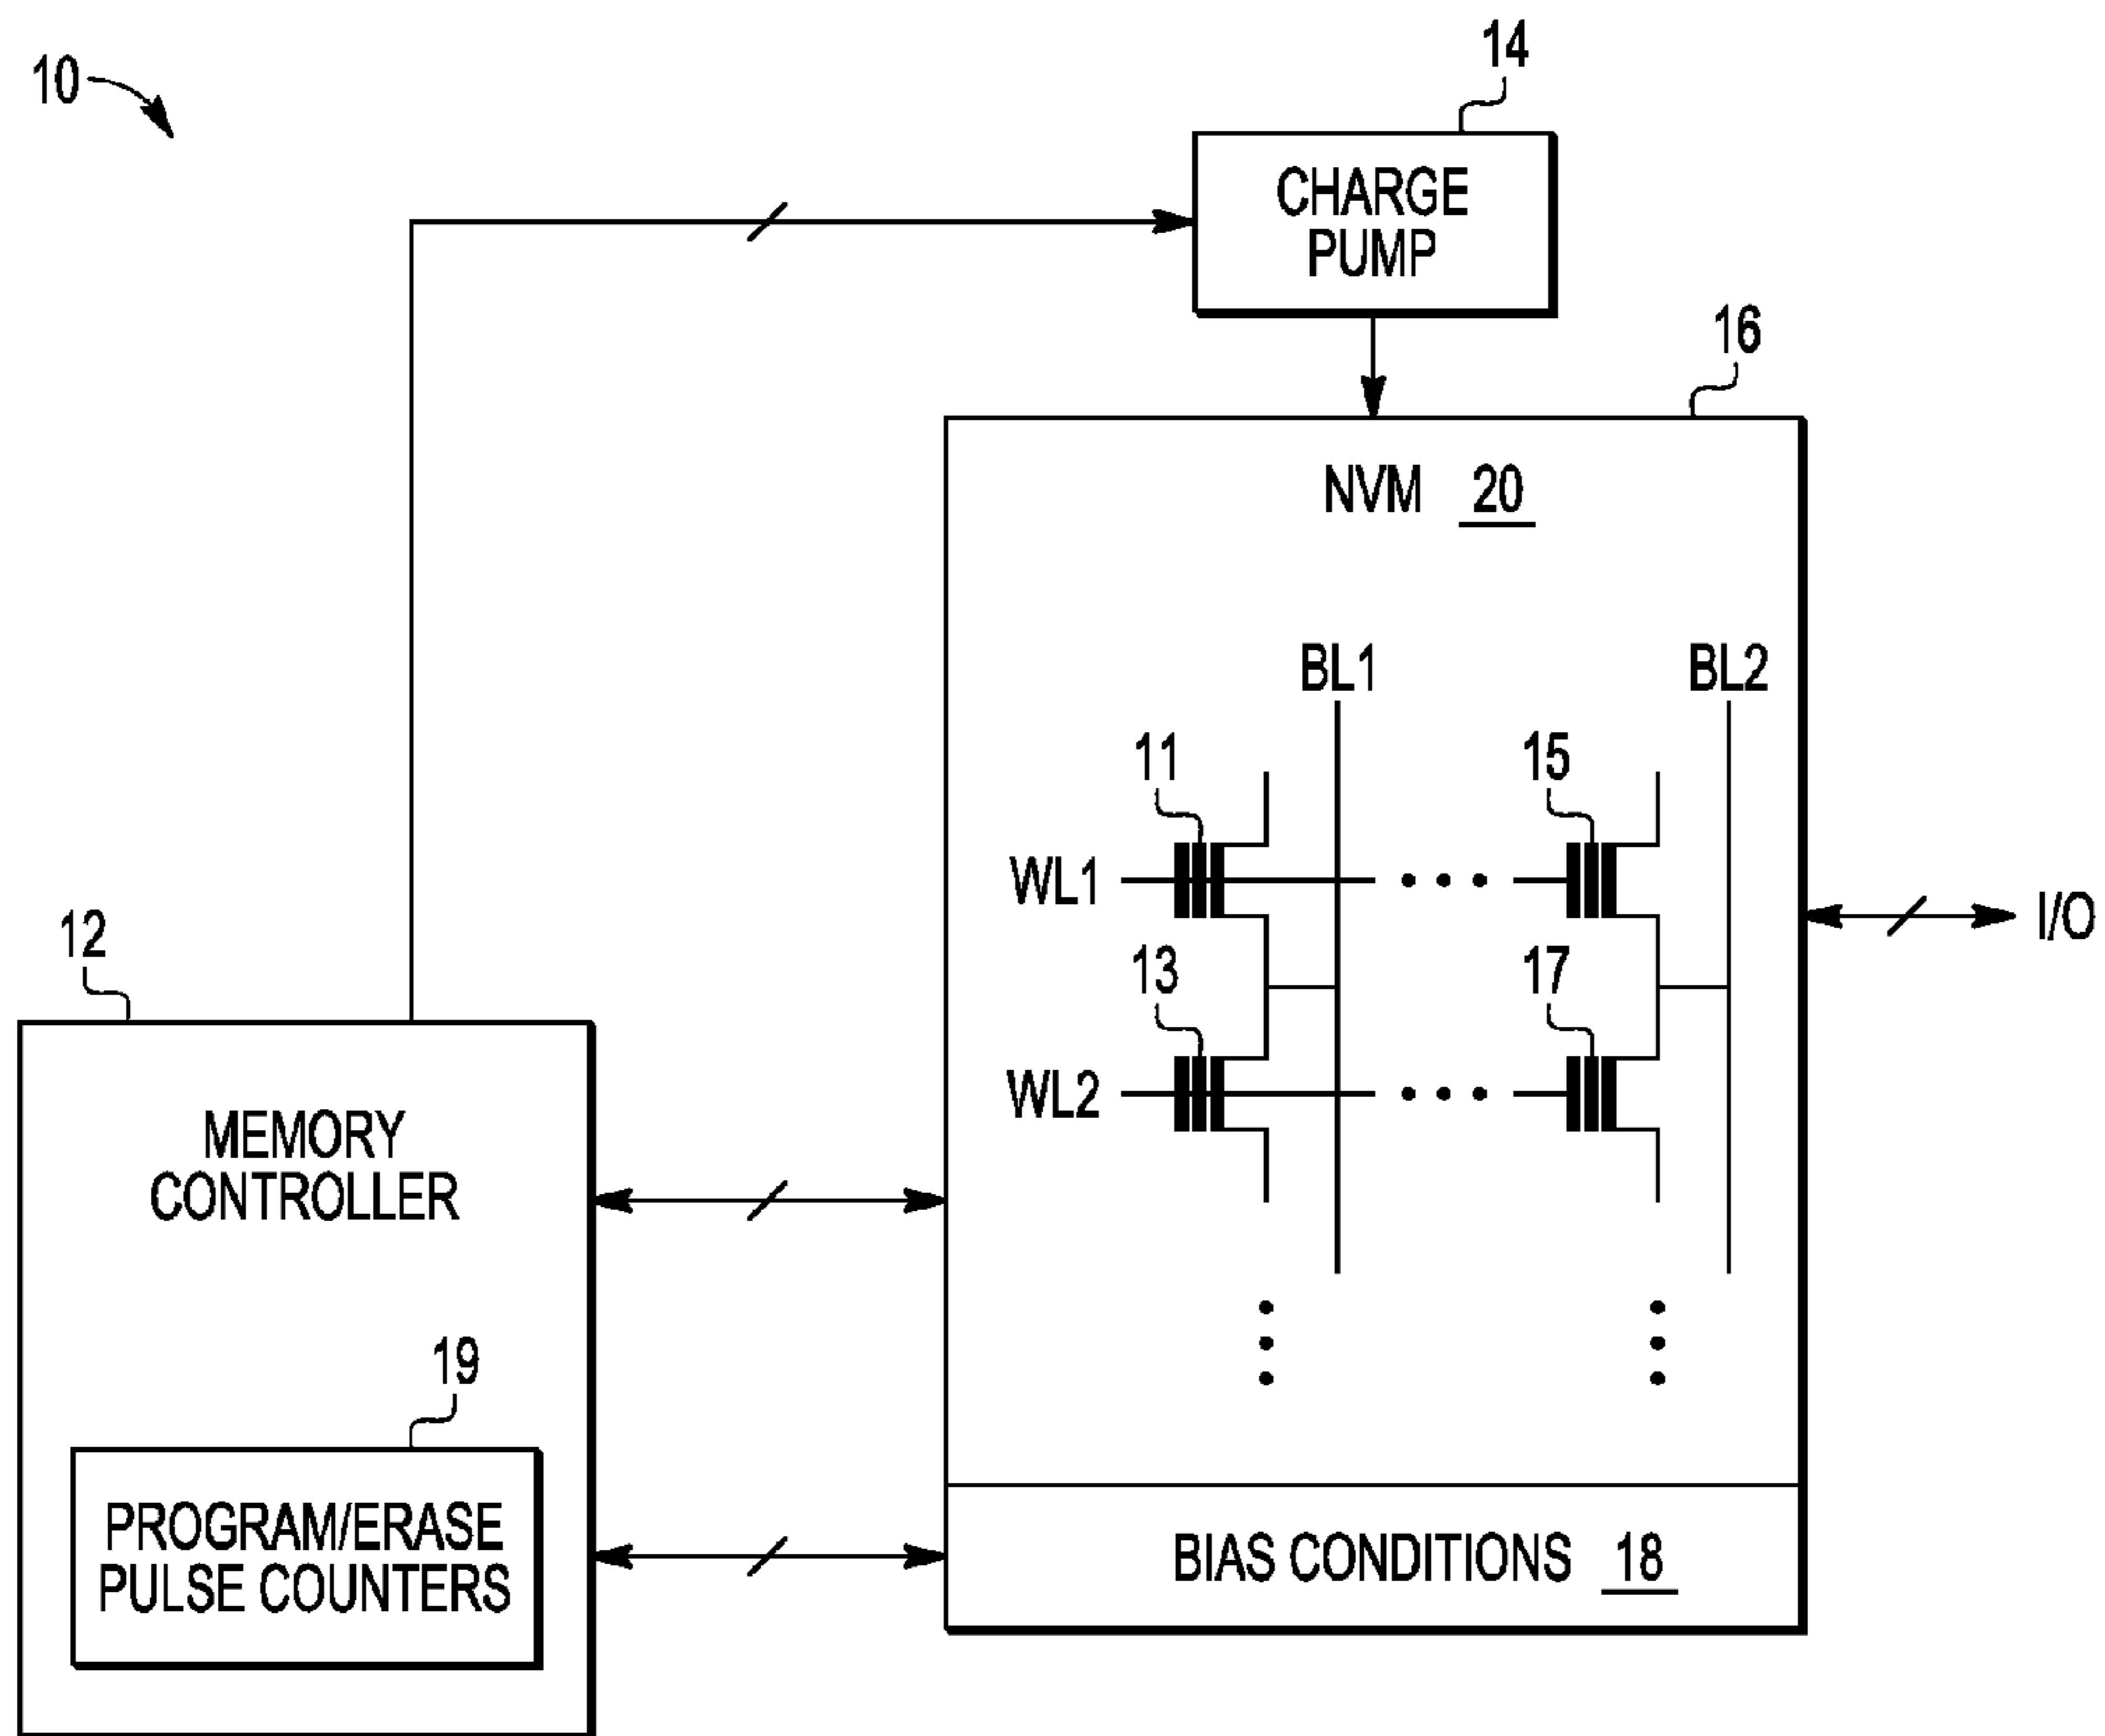 10
14
CHARGE
PUMP
16
NVM 20
BL1 BL2
11 15
WL1
I/O
12
13 17
WL2
MEMORY
CONTROLLER
19
PROGRAM/ERASE
PULSE COUNTERS
BIAS CONDITIONS 18